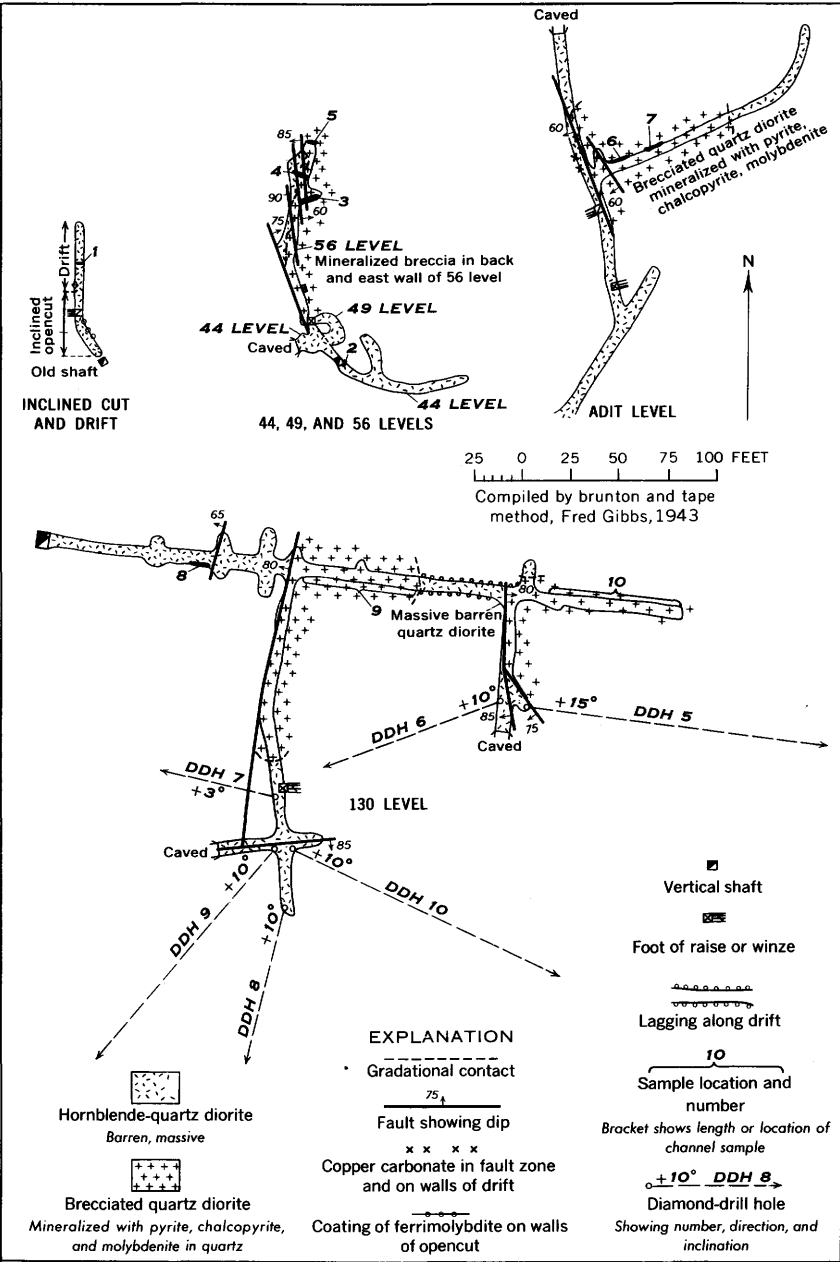 Caved
60
7
6
Brecciated quartz diorite
mineralized with pyrite,
chalcopyrite, molybdenite
60
N
ADIT LEVEL
85
5
4
90
3
60
75
56 LEVEL
Mineralized breccia in back
and east wall of 56 level
49 LEVEL
44 LEVEL
Caved
2
44 LEVEL
44, 49, AND 56 LEVELS
Drift
1
Inclined
opencut
Old shaft
INCLINED CUT
AND DRIFT
25 0 25 50 75 100 FEET
Compiled by brunton and tape
method, Fred Gibbs, 1943
65
8
80
9
Massive barren
quartz diorite
80
10
+10°
DDH 6
85
75
Caved
+15°
DDH 5
DDH 7
+3°
130 LEVEL
Caved
85
+10°
+10°
DDH 10
DDH 9
+10°
DDH 8
EXPLANATION
Gradational contact
75
Fault showing dip
x x x x
Copper carbonate in fault zone
and on walls of drift
Coating of ferrimolybdite on walls
of opencut
Hornblende-quartz diorite
Barren, massive
Brecciated quartz diorite
Mineralized with pyrite, chalcopyrite,
and molybdenite in quartz
Vertical shaft
Foot of raise or winze
Lagging along drift
10
Sample location and
number
Bracket shows length or location of
channel sample
+10° DDH 8
Diamond-drill hole
Showing number, direction, and
inclination